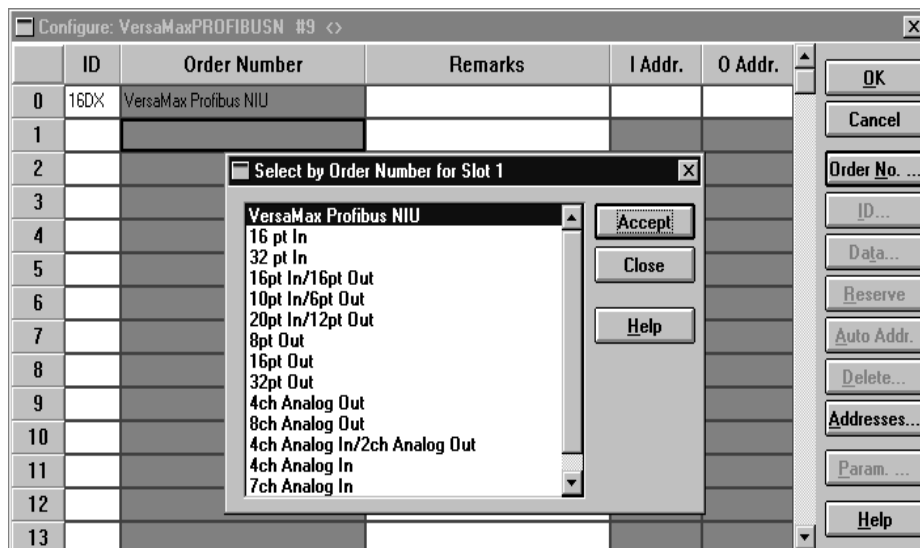 Configure: VersaMaxPROFIBUSN #9 <>
ID Order Number Remarks I Addr. O Addr.
0 16DX VersaMax Profibus NIU
1
2
3
4
5
6
7
8
9
10
11
12
13
Select by Order Number for Slot 1
VersaMax Profibus NIU
16 pt In
32 pt In
16pt In/16pt Out
10pt In/6pt Out
20pt In/12pt Out
8pt Out
16pt Out
32pt Out
4ch Analog Out
8ch Analog Out
4ch Analog In/2ch Analog Out
4ch Analog In
7ch Analog In
Accept
Close
Help
OK
Cancel
Order No. ...
ID...
Data...
Reserve
Auto Addr.
Delete...
Addresses...
Param. ...
Help